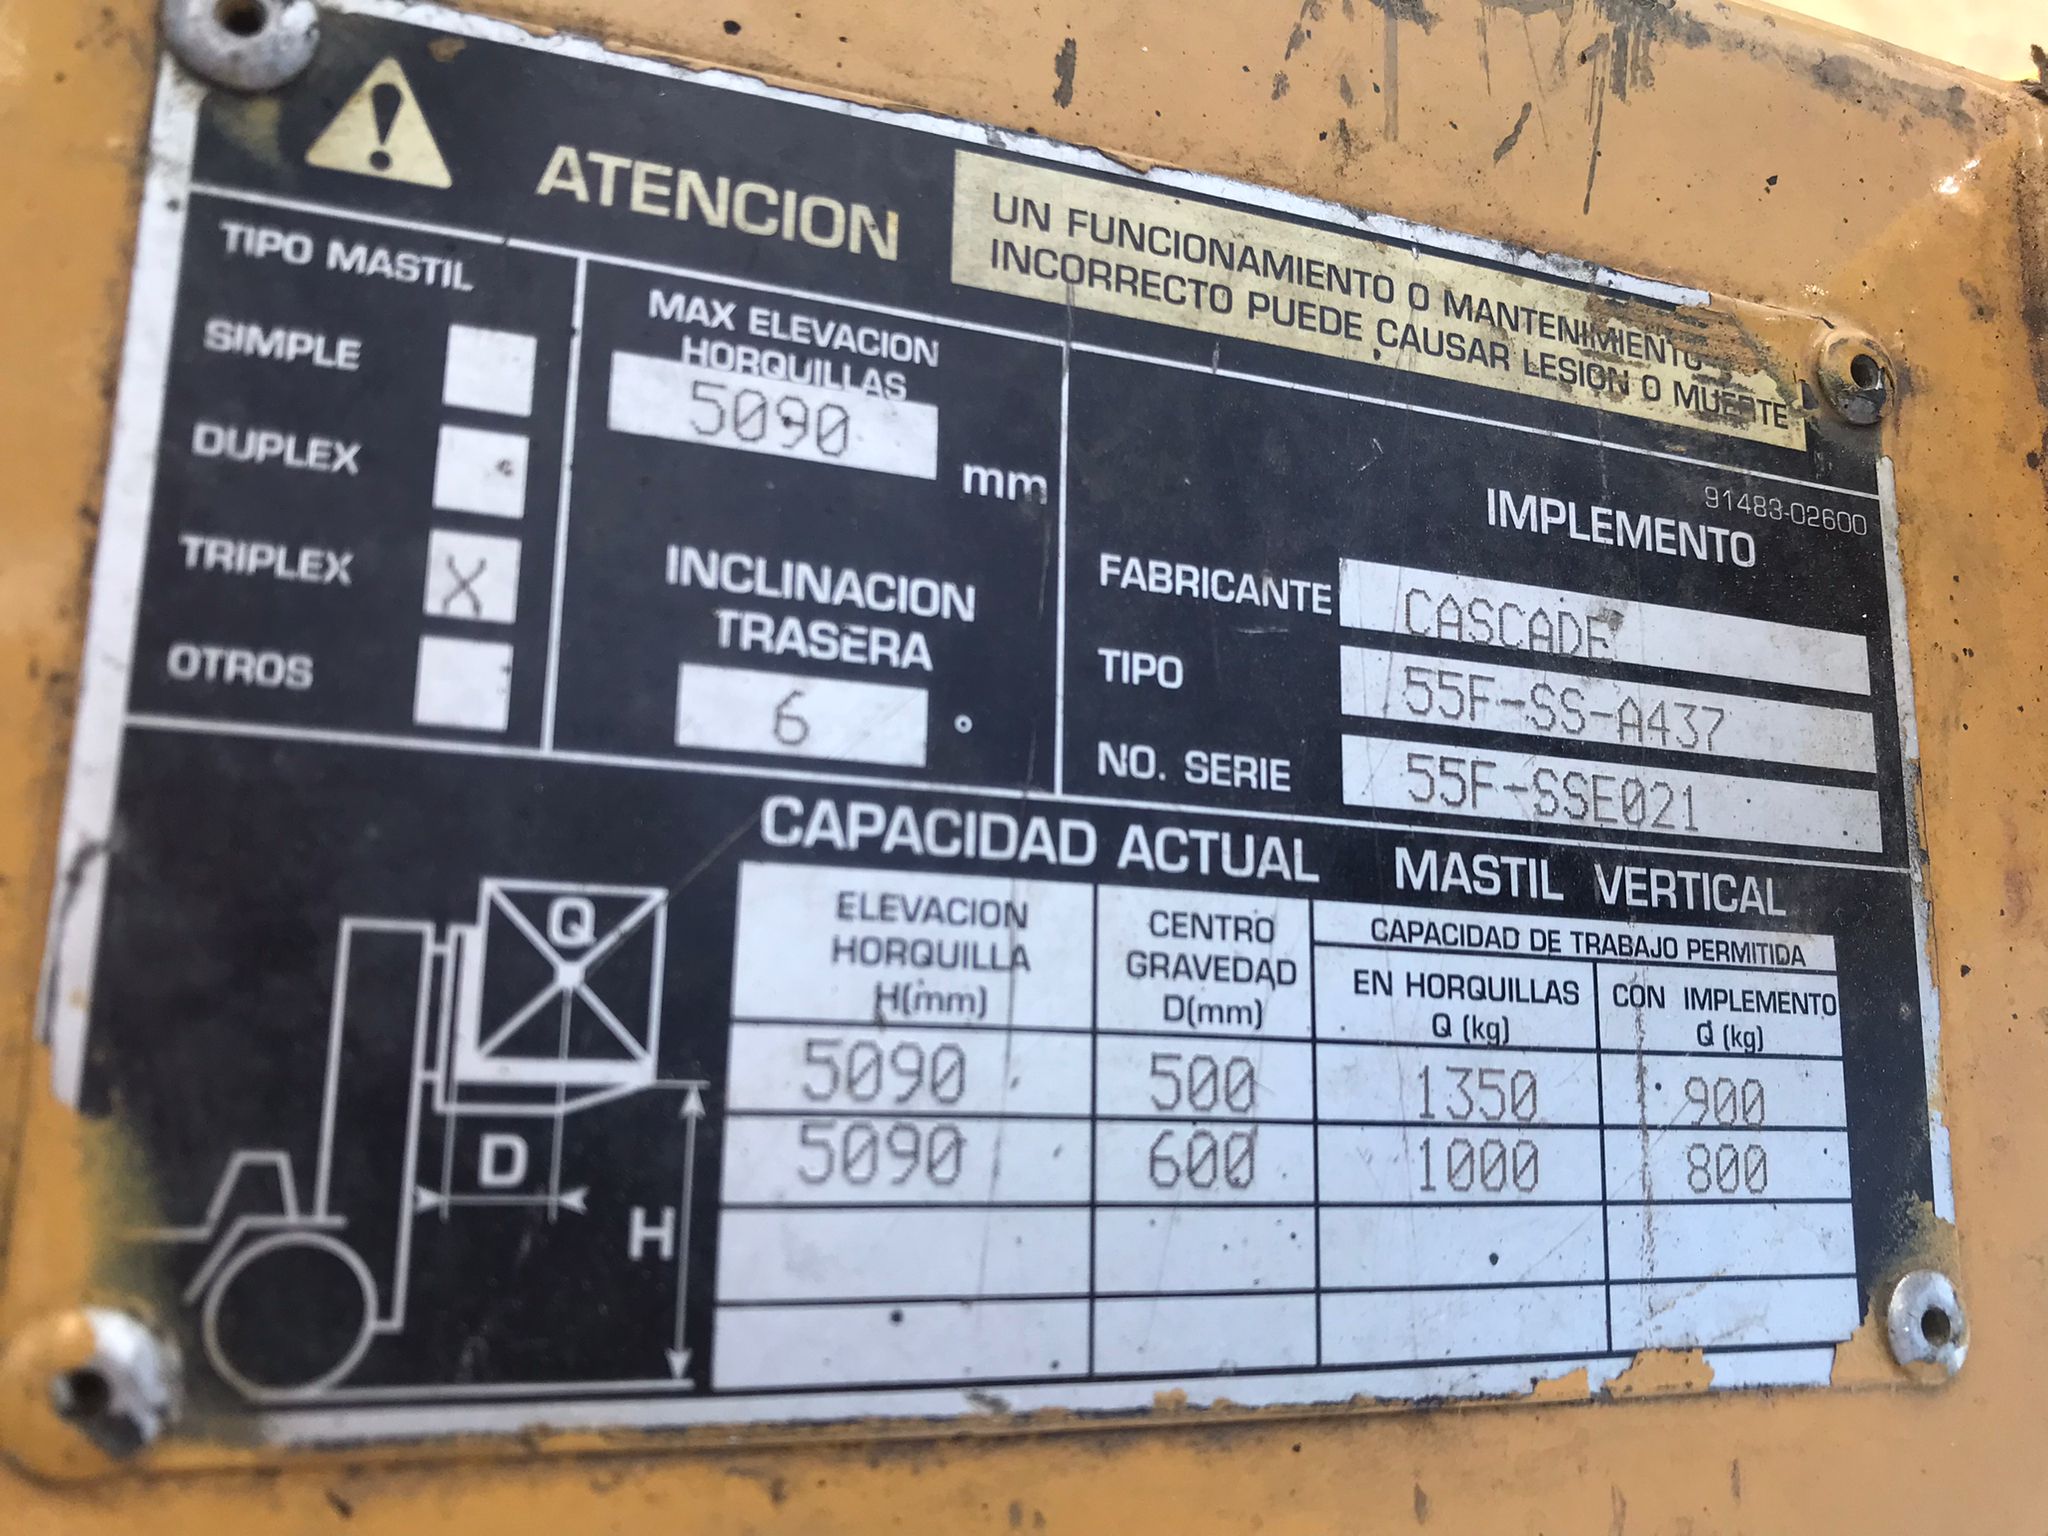 ATENCION
UN FUNCIONAMIENTO O MANTENIMIENTO
INCORRECTO PUEDE CAUSAR LESION O MUERTE
TIPO MASTIL
SIMPLE
DUPLEX
TRIPLEX X
OTROS
MAX ELEVACION
HORQUILLAS
5090
mm
INCLINACION
TRASERA
6 °
91483-02600
IMPLEMENTO
FABRICANTE CASCADE
TIPO 55F-SS-A437
NO. SERIE 55F-SSE021
CAPACIDAD ACTUAL MASTIL VERTICAL
ELEVACION
HORQUILLA
H(mm)
CENTRO
GRAVEDAD
D(mm)
CAPACIDAD DE TRABAJO PERMITIDA
EN HORQUILLAS
Q (kg)
CON IMPLEMENTO
Q (kg)
5090 500 1350 900
5090 600 1000 800
Q
D
H